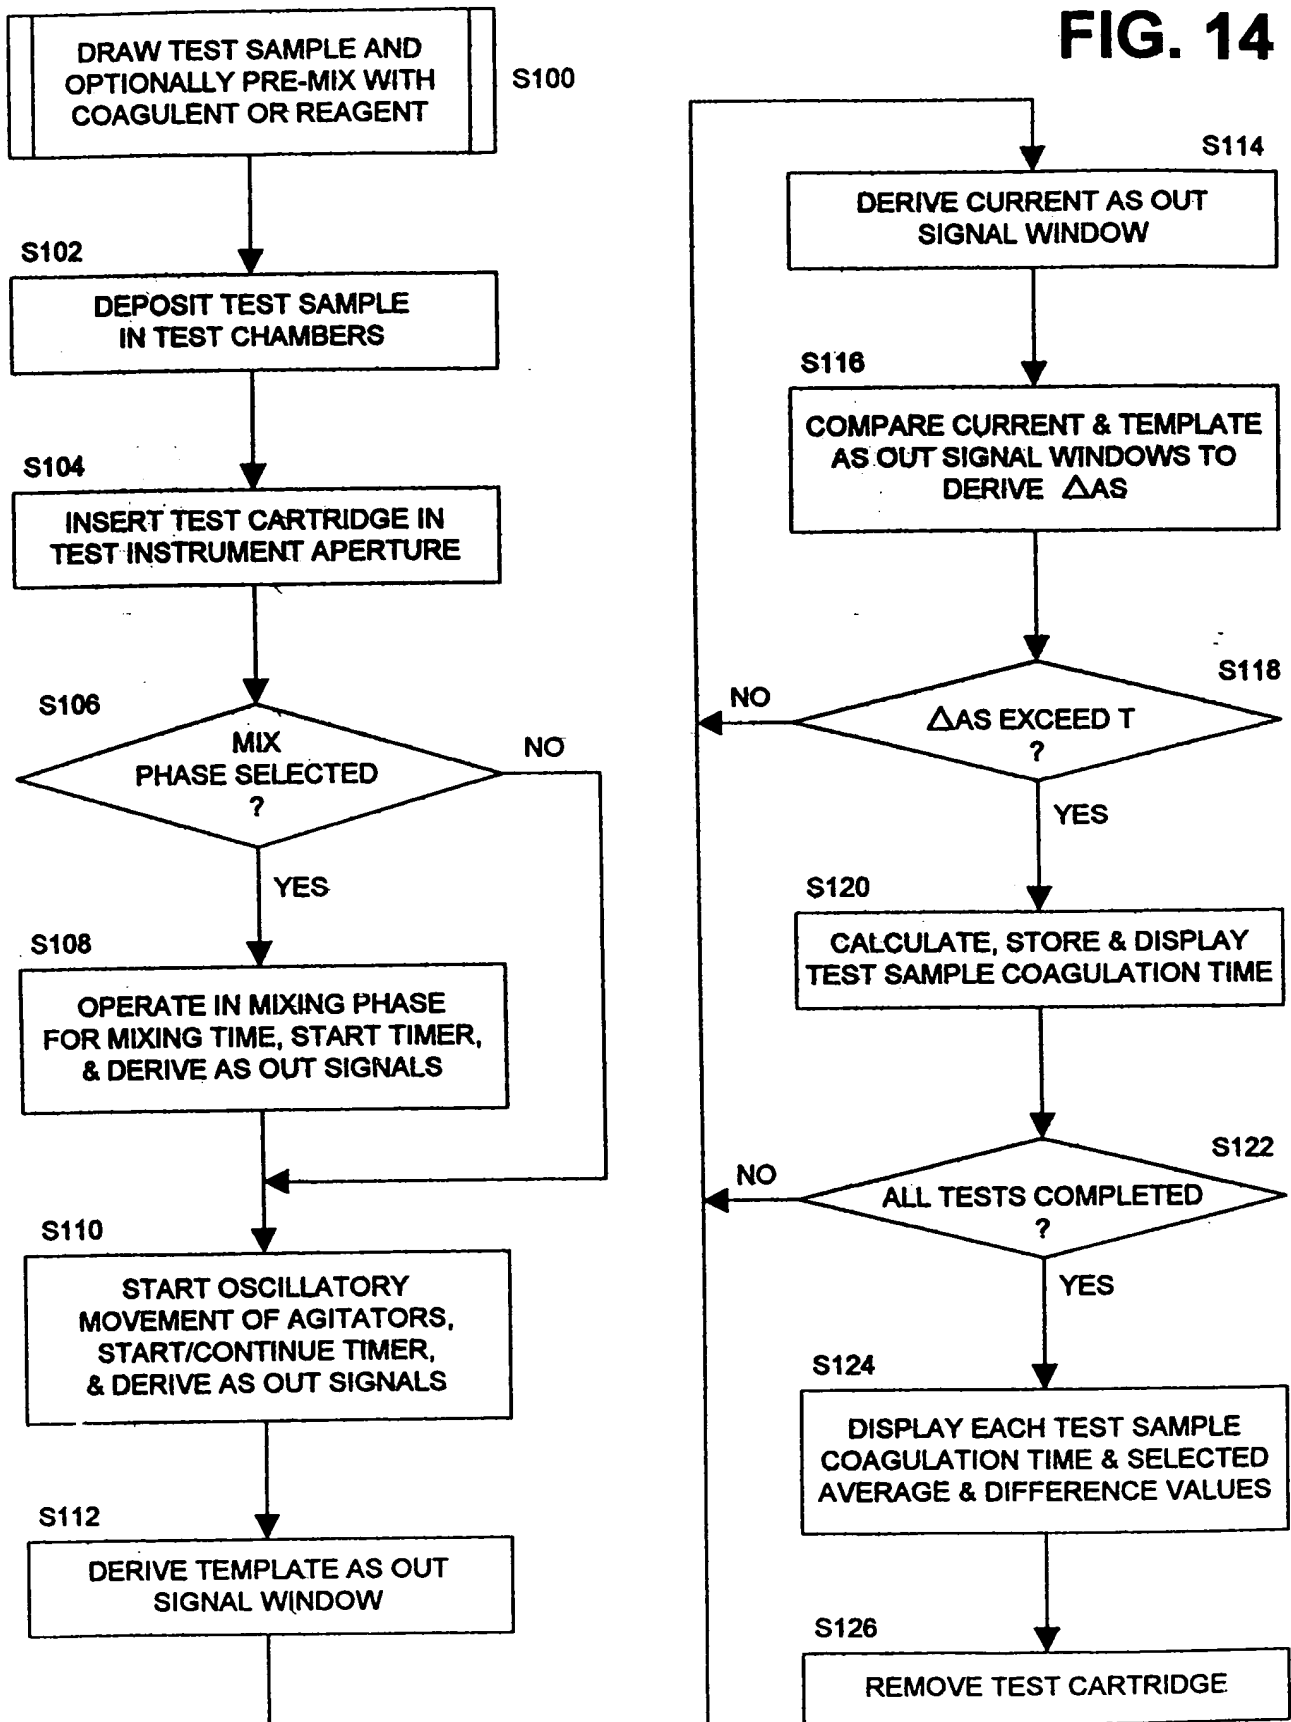 FIG. 14
DRAW TEST SAMPLE AND
OPTIONALLY PRE-MIX WITH
COAGULENT OR REAGENT
S100
S102
DEPOSIT TEST SAMPLE
IN TEST CHAMBERS
S104
INSERT TEST CARTRIDGE IN
TEST INSTRUMENT APERTURE
S106
MIX
PHASE SELECTED
?
NO
YES
S108
OPERATE IN MIXING PHASE
FOR MIXING TIME, START TIMER,
& DERIVE AS OUT SIGNALS
S110
START OSCILLATORY
MOVEMENT OF AGITATORS,
START/CONTINUE TIMER,
& DERIVE AS OUT SIGNALS
S112
DERIVE TEMPLATE AS OUT
SIGNAL WINDOW
S114
DERIVE CURRENT AS OUT
SIGNAL WINDOW
S116
COMPARE CURRENT & TEMPLATE
AS OUT SIGNAL WINDOWS TO
DERIVE △AS
S118
NO
△AS EXCEED T
?
YES
S120
CALCULATE, STORE & DISPLAY
TEST SAMPLE COAGULATION TIME
S122
NO
ALL TESTS COMPLETED
?
YES
S124
DISPLAY EACH TEST SAMPLE
COAGULATION TIME & SELECTED
AVERAGE & DIFFERENCE VALUES
S126
REMOVE TEST CARTRIDGE